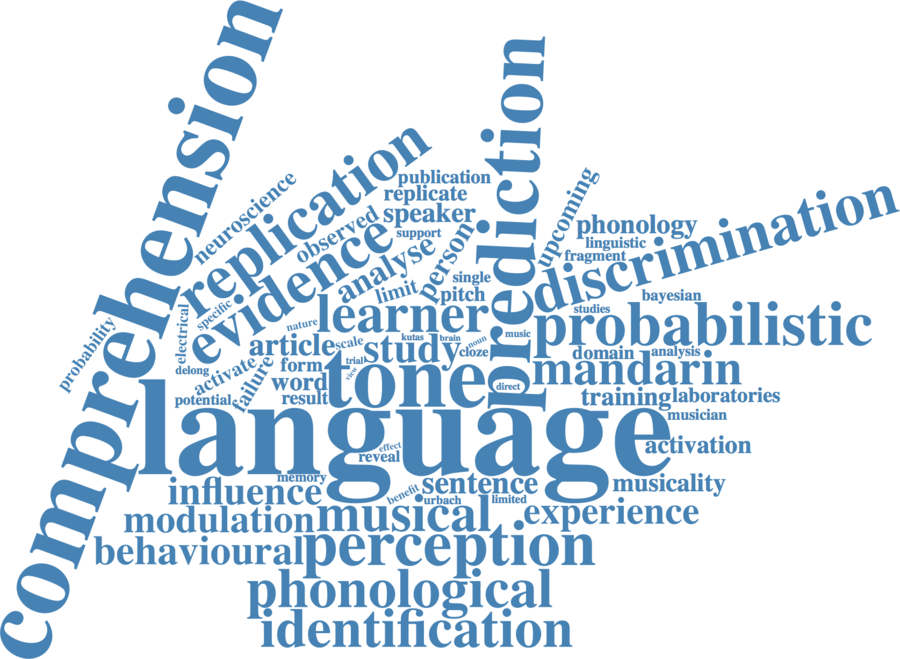 comprehension
prediction
replication
neuroscience
publication
replicate
observed
speaker
support
evidence
analyse
person
upcoming
phonology
linguistic
fragment
discrimination
single
pitch
limit
specific
electrical
probability
nature
learner
bayesian
studies
probabilistic
article
scale
kutas
brain
noun
music
study
cloze
domain
analysis
delong
activate
failure
form
trial
view
word
tone
direct
mandarin
potential
result
training
laboratories
musician
language
effect
reveal
activation
memory
sentence
musicality
influence
benefit
urbach
limited
modulation
musical
experience
behavioural
perception
phonological
identification